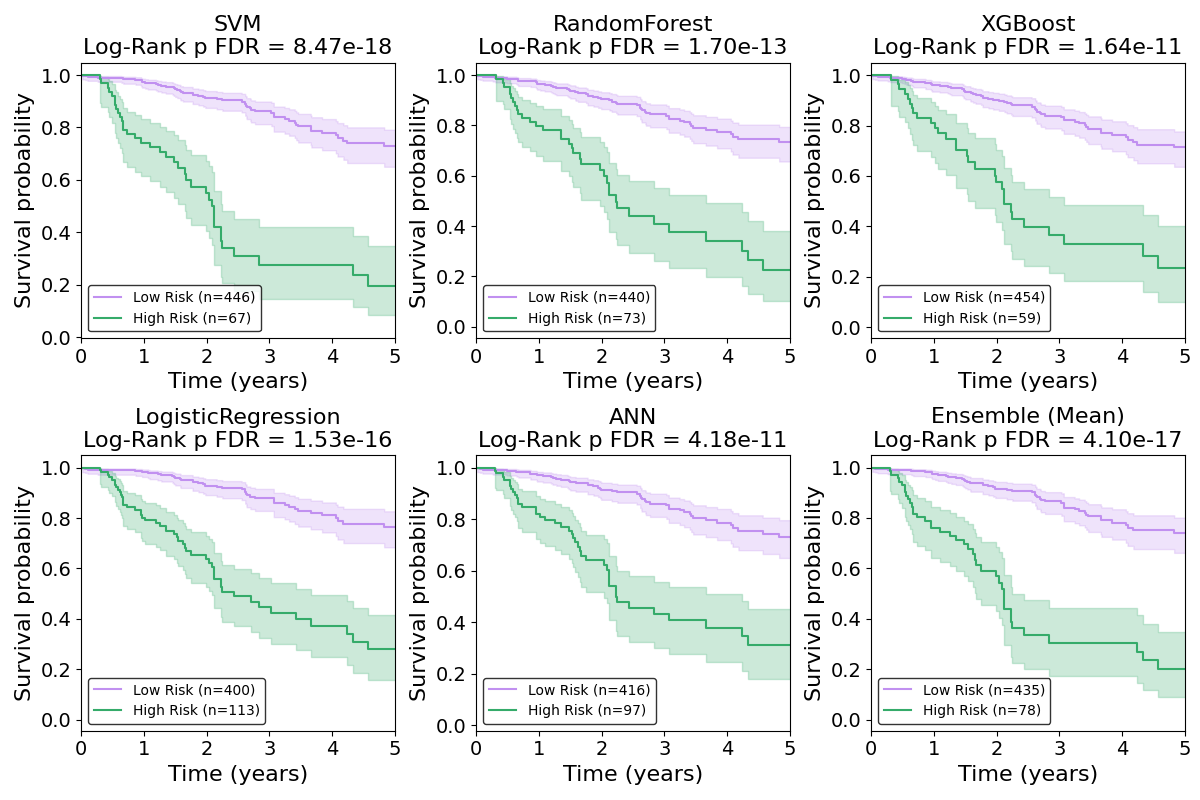 SVM
Log-Rank p FDR = 8.47e-18
Survival probability
1.0
0.8
0.6
0.4
0.2
0.0
Low Risk (n=446)
High Risk (n=67)
0 1 2 3 4 5
Time (years)
RandomForest
Log-Rank p FDR = 1.70e-13
Survival probability
1.0
0.8
0.6
0.4
0.2
0.0
Low Risk (n=440)
High Risk (n=73)
0 1 2 3 4 5
Time (years)
XGBoost
Log-Rank p FDR = 1.64e-11
Survival probability
1.0
0.8
0.6
0.4
0.2
0.0
Low Risk (n=454)
High Risk (n=59)
0 1 2 3 4 5
Time (years)
LogisticRegression
Log-Rank p FDR = 1.53e-16
Survival probability
1.0
0.8
0.6
0.4
0.2
0.0
Low Risk (n=400)
High Risk (n=113)
0 1 2 3 4 5
Time (years)
ANN
Log-Rank p FDR = 4.18e-11
Survival probability
1.0
0.8
0.6
0.4
0.2
0.0
Low Risk (n=416)
High Risk (n=97)
0 1 2 3 4 5
Time (years)
Ensemble (Mean)
Log-Rank p FDR = 4.10e-17
Survival probability
1.0
0.8
0.6
0.4
0.2
0.0
Low Risk (n=435)
High Risk (n=78)
0 1 2 3 4 5
Time (years)